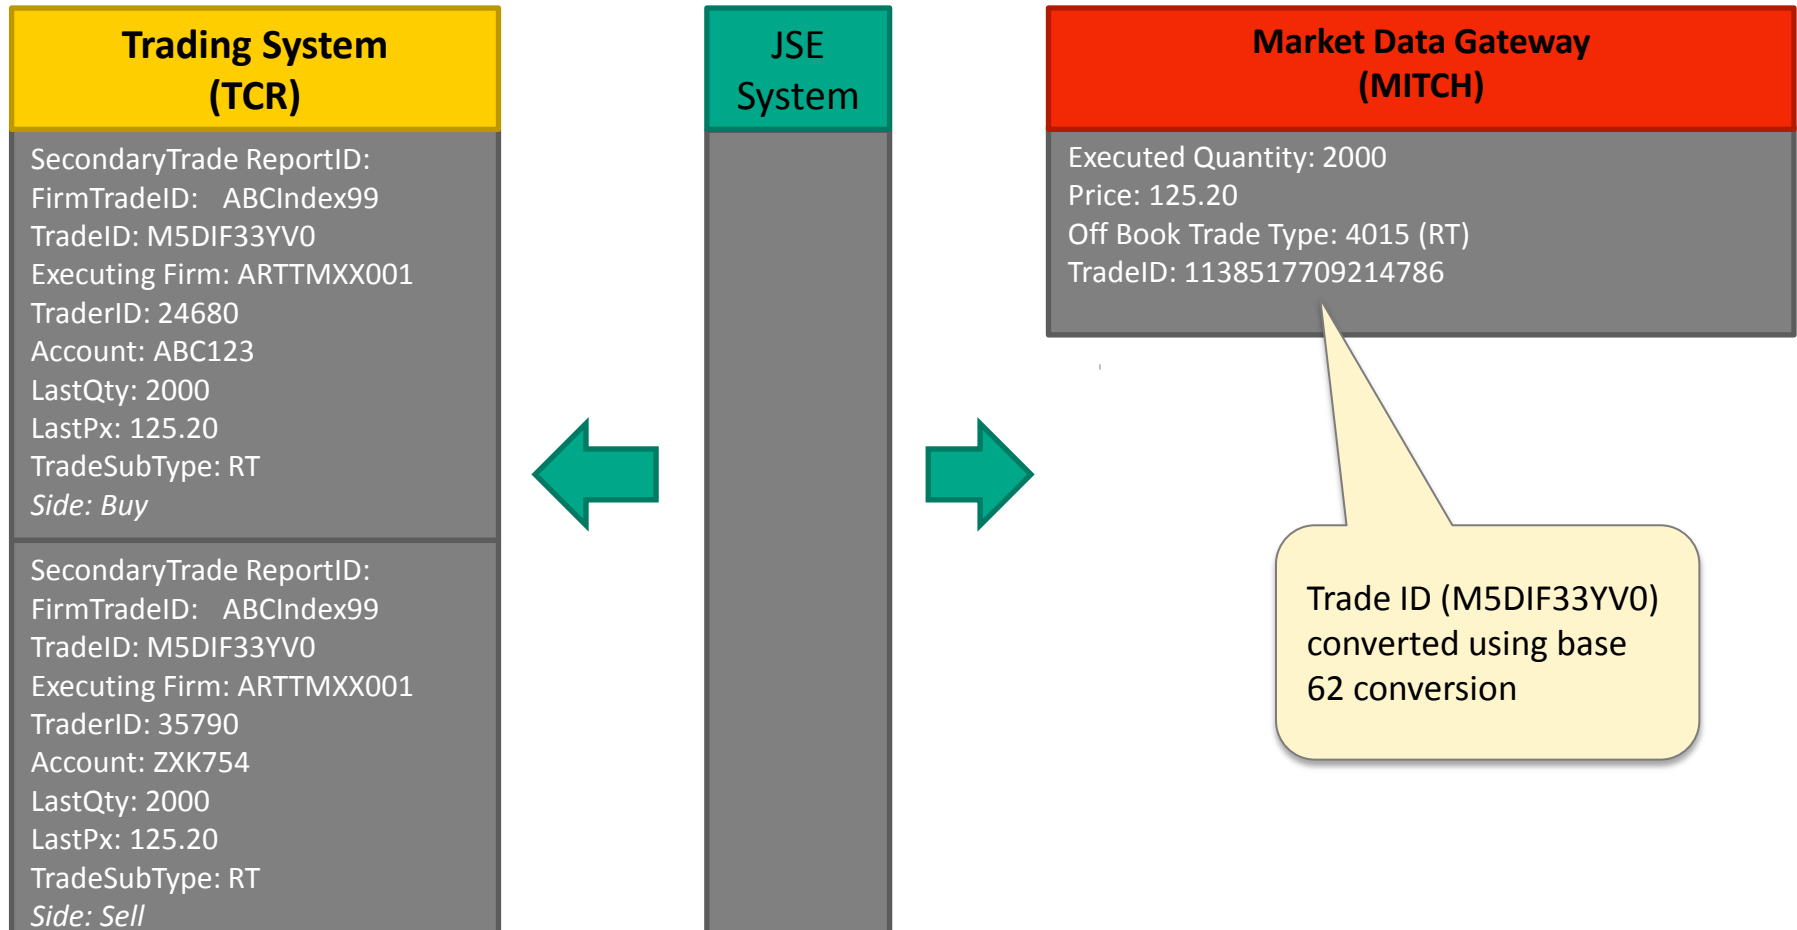 Trading System
(TCR)
SecondaryTrade ReportID:
FirmTradeID: ABCIndex99
TradeID: M5DIF33YV0
Executing Firm: ARTTMXX001
TraderID: 24680
Account: ABC123
LastQty: 2000
LastPx: 125.20
TradeSubType: RT
Side: Buy
SecondaryTrade ReportID:
FirmTradeID: ABCIndex99
TradeID: M5DIF33YV0
Executing Firm: ARTTMXX001
TraderID: 35790
Account: ZXK754
LastQty: 2000
LastPx: 125.20
TradeSubType: RT
Side: Sell
JSE
System
Market Data Gateway
(MITCH)
Executed Quantity: 2000
Price: 125.20
Off Book Trade Type: 4015 (RT)
TradeID: 1138517709214786
Trade ID (M5DIF33YV0)
converted using base
62 conversion